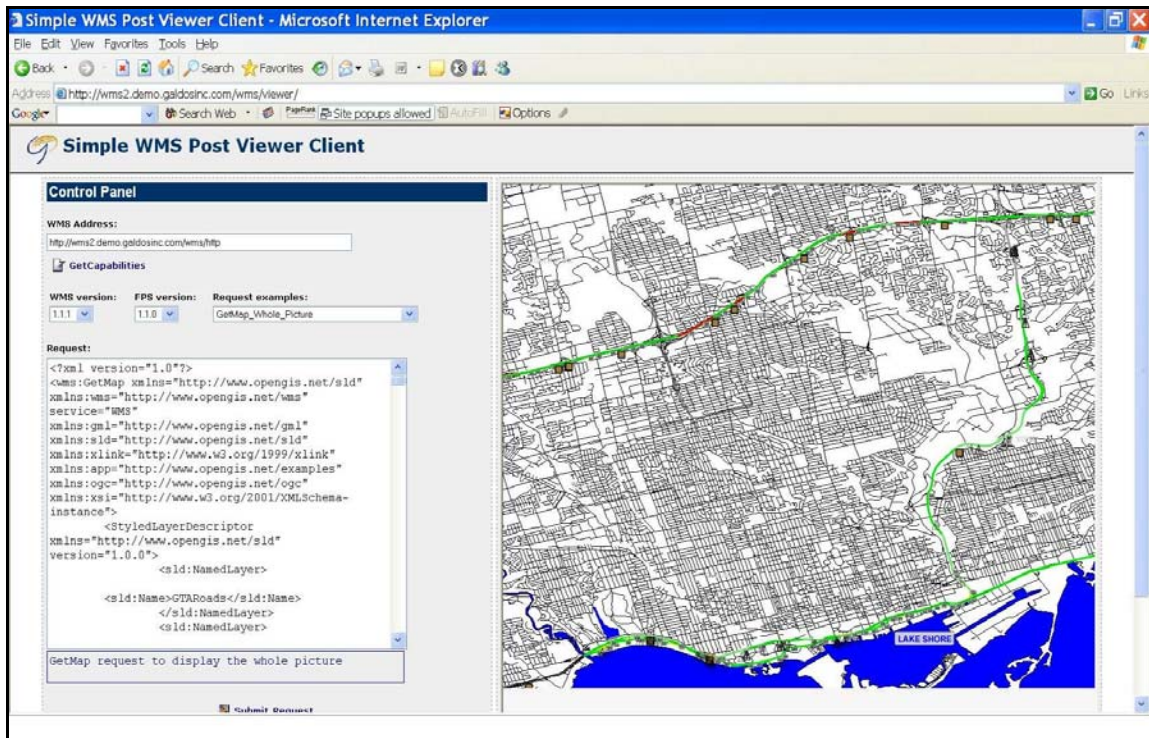 Simple WMS Post Viewer Client - Microsoft Internet Explorer
File Edit View Favorites Tools Help
Back Search Favorites
Address http://wms2.demo.galdosinc.com/wms/viewer/ Go Links
Google Search Web PageRank Site popups allowed AutoFill Options
Simple WMS Post Viewer Client
Control Panel
WMS Address:
http://wms2.demo.galdosinc.com/wms/http
GetCapabilities
WMS version: FPS version: Request examples:
1.1.1 1.1.0 GetMap_Whole_Picture
Request:
<?xml version="1.0"?>
<wms:GetMap xmlns="http://www.opengis.net/sld"
xmlns:wms="http://www.opengis.net/wms"
service="WMS"
xmlns:gml="http://www.opengis.net/gml"
xmlns:sld="http://www.opengis.net/sld"
xmlns:xlink="http://www.w3.org/1999/xlink"
xmlns:app="http://www.opengis.net/examples"
xmlns:ogc="http://www.opengis.net/ogc"
xmlns:xsi="http://www.w3.org/2001/XMLSchema-
instance">
<StyledLayerDescriptor
xmlns="http://www.opengis.net/sld"
version="1.0.0">
<sld:NamedLayer>
<sld:Name>GTARoads</sld:Name>
</sld:NamedLayer>
<sld:NamedLayer>
GetMap request to display the whole picture
Submit Request
LAKE SHORE